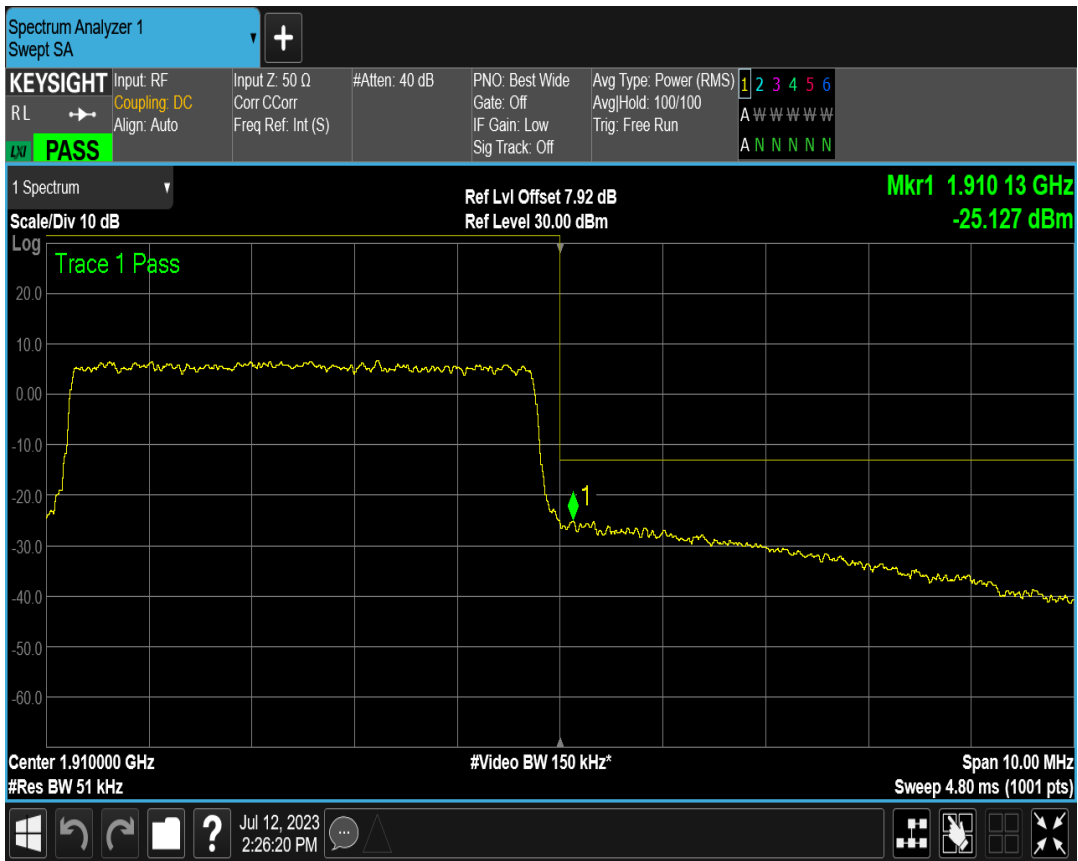 Spectrum Analyzer 1
Swept SA
+
KEYSIGHT
R L
LXI PASS
Input: RF
Coupling: DC
Align: Auto
Input Z: 50 Ω
Corr CCorr
Freq Ref: Int (S)
#Atten: 40 dB
PNO: Best Wide
Gate: Off
IF Gain: Low
Sig Track: Off
Avg Type: Power (RMS)
Avg|Hold: 100/100
Trig: Free Run
1 2 3 4 5 6
A W W W W W
A N N N N N
1 Spectrum
Scale/Div 10 dB
Ref Lvl Offset 7.92 dB
Ref Level 30.00 dBm
Mkr1 1.910 13 GHz
-25.127 dBm
Log
Trace 1 Pass
20.0
10.0
0.00
-10.0
-20.0
1
-30.0
-40.0
-50.0
-60.0
Center 1.910000 GHz
#Video BW 150 kHz*
Span 10.00 MHz
#Res BW 51 kHz
Sweep 4.80 ms (1001 pts)
?
Jul 12, 2023
2:26:20 PM